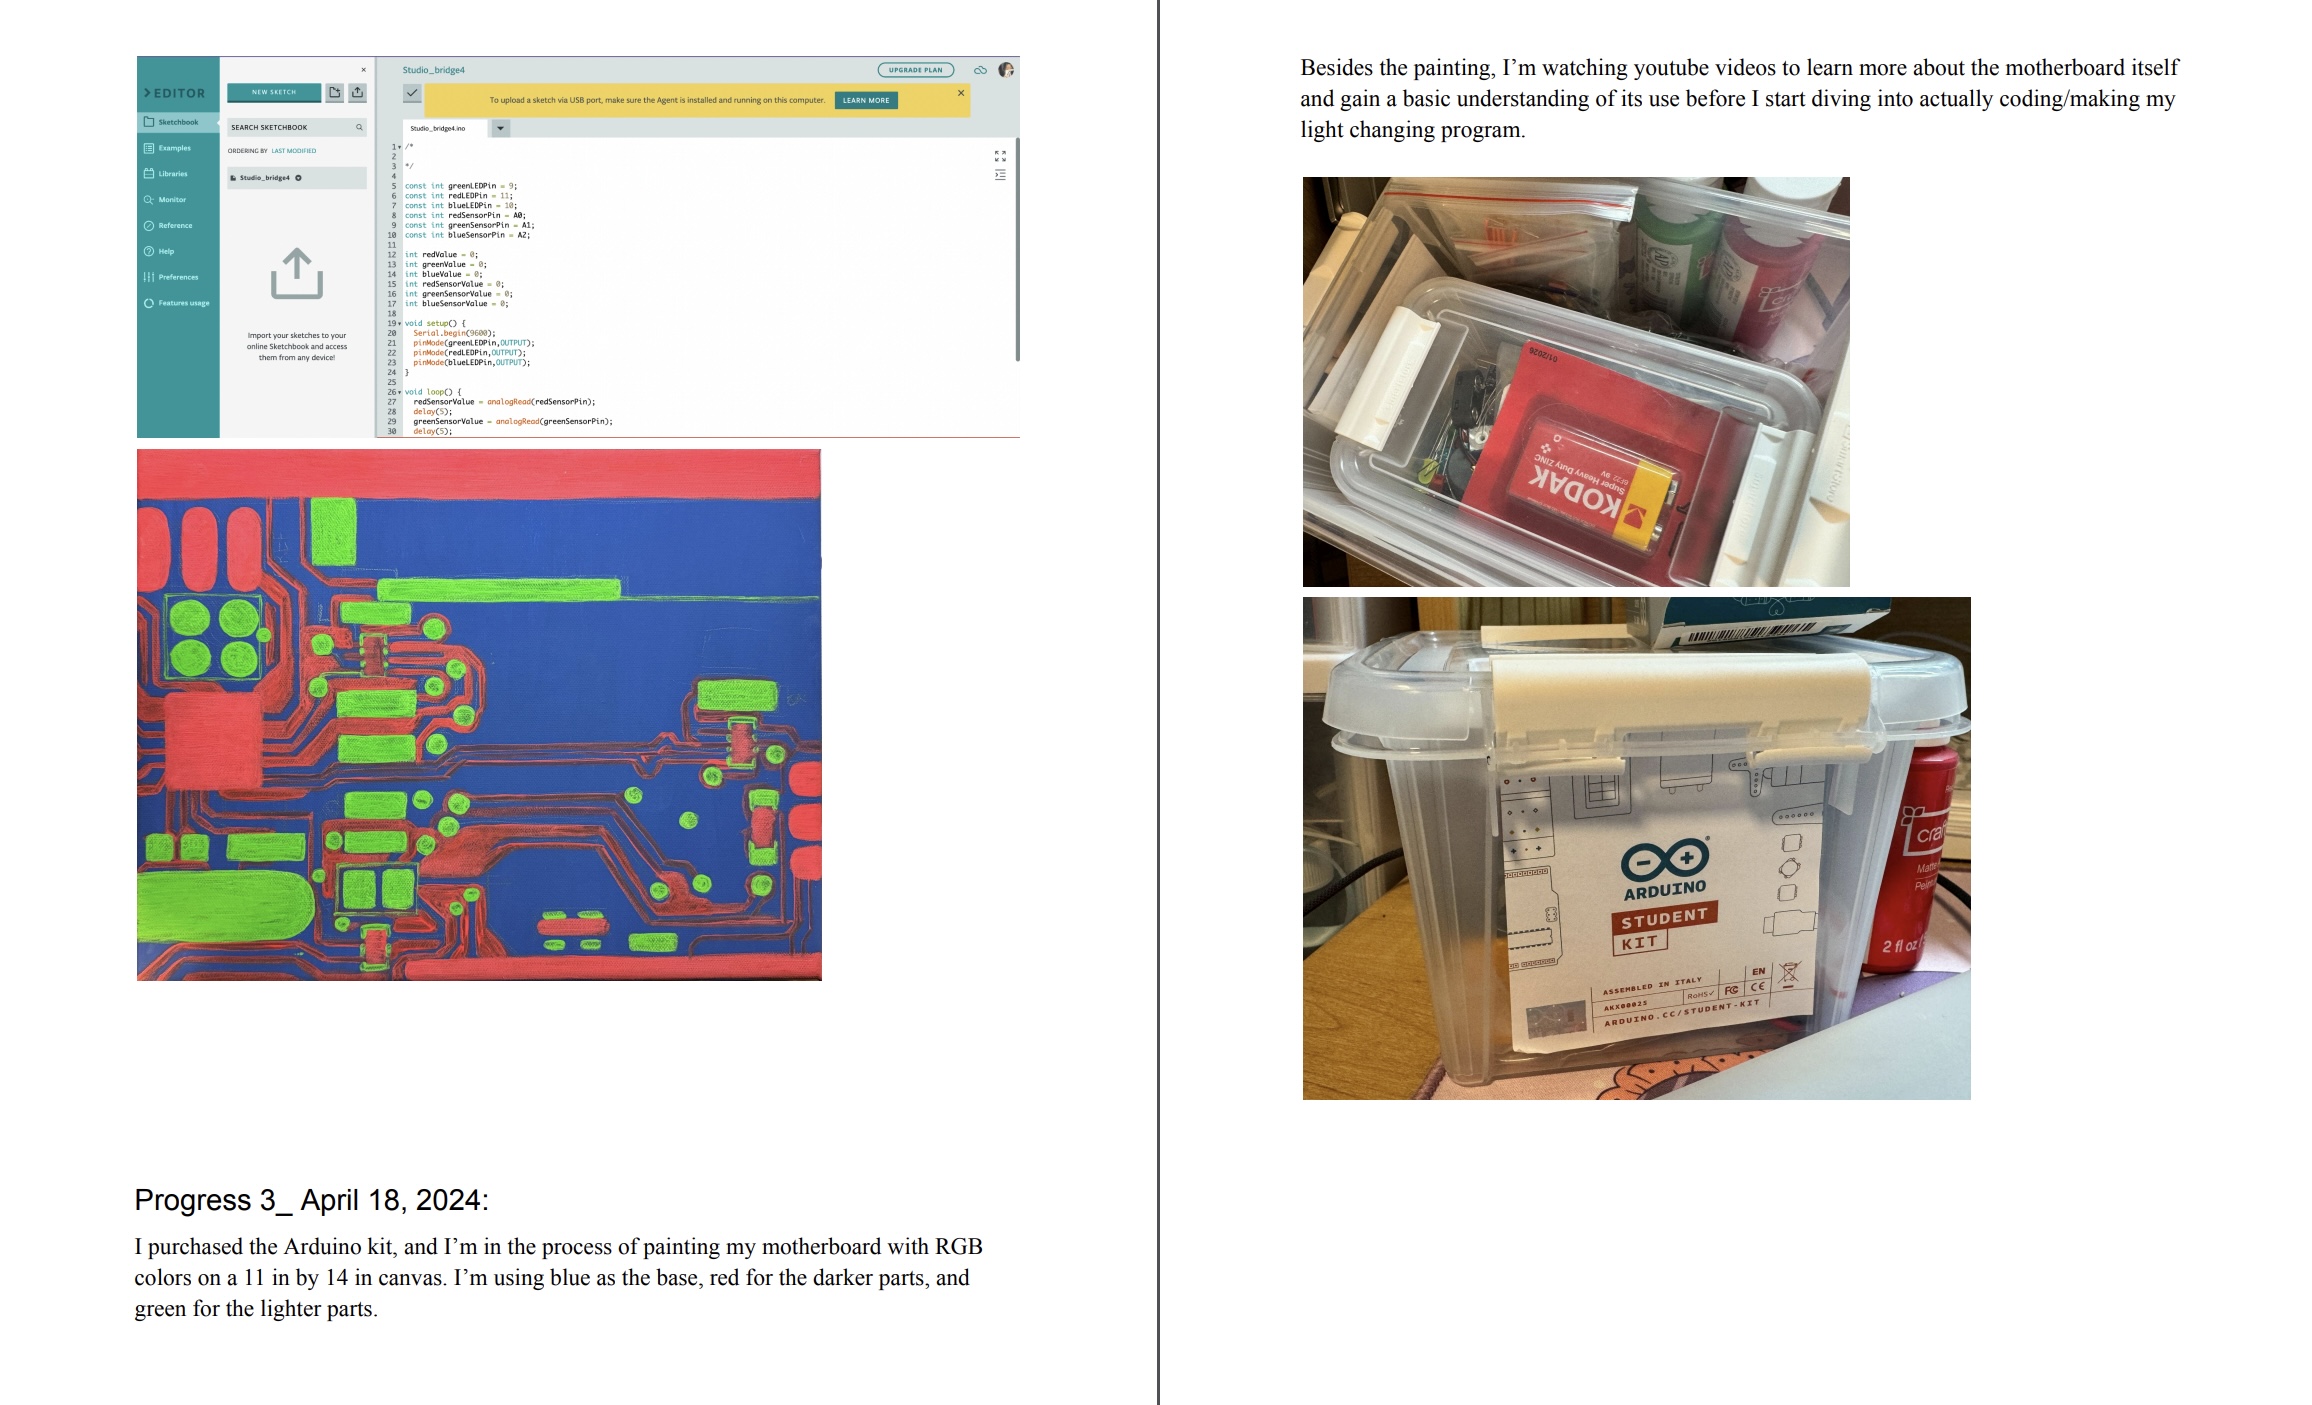 EDITOR
Sketchbook
Examples
Libraries
Monitor
Reference
Help
Preferences
Features usage
NEW SKETCH
SEARCH SKETCHBOOK
ORDERING BY LAST MODIFIED
Studio_bridge4
Import your sketches to your
online Sketchbook and access
them from any device!
Studio_bridge4
UPGRADE PLAN
To upload a sketch via USB port, make sure the Agent is installed and running on this computer. LEARN MORE
Studio_bridge4.ino
1 /*
2
3 */
4
5 const int greenLEDPin = 9;
6 const int redLEDPin = 11;
7 const int blueLEDPin = 10;
8 const int redSensorPin = A0;
9 const int greenSensorPin = A1;
10 const int blueSensorPin = A2;
11
12 int redValue = 0;
13 int greenValue = 0;
14 int blueValue = 0;
15 int redSensorValue = 0;
16 int greenSensorValue = 0;
17 int blueSensorValue = 0;
18
19 void setup() {
20 Serial.begin(9600);
21 pinMode(greenLEDPin,OUTPUT);
22 pinMode(redLEDPin,OUTPUT);
23 pinMode(blueLEDPin,OUTPUT);
24 }
25
26 void loop() {
27 redSensorValue = analogRead(redSensorPin);
28 delay(5);
29 greenSensorValue = analogRead(greenSensorPin);
30 delay(5);
Progress 3_ April 18, 2024:
I purchased the Arduino kit, and I’m in the process of painting my motherboard with RGB
colors on a 11 in by 14 in canvas. I’m using blue as the base, red for the darker parts, and
green for the lighter parts.
Besides the painting, I’m watching youtube videos to learn more about the motherboard itself
and gain a basic understanding of its use before I start diving into actually coding/making my
light changing program.
01/2026
KODAK
Super Heavy Duty ZINC
6F22 9V
ARDUINO
STUDENT
KIT
ASSEMBLED IN ITALY
AKX00025
RoHS
FC
CE
EN
ARDUINO.CC/STUDENT-KIT
2 fl oz